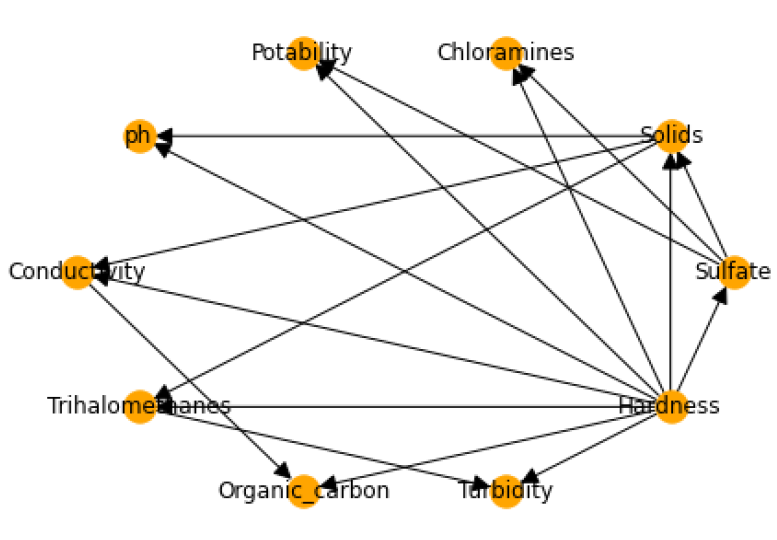 Potability
Chloramines
ph
Solids
Conductivity
Sulfate
Trihalomethanes
Hardness
Organic_carbon
Turbidity